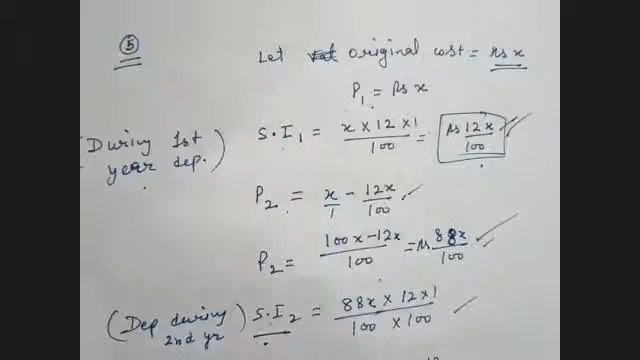 5
Let original cost = Rs x
P₁ = Rs x
(During 1st year dep.) S.I₁ = x × 12 × 1 / 100 = Rs 12x / 100
P₂ = x/1 - 12x/100
P₂ = 100x - 12x / 100 = Rs 88x / 100
(Dep during 2nd yr) S.I₂ = 88x × 12 × 1 / 100 × 100